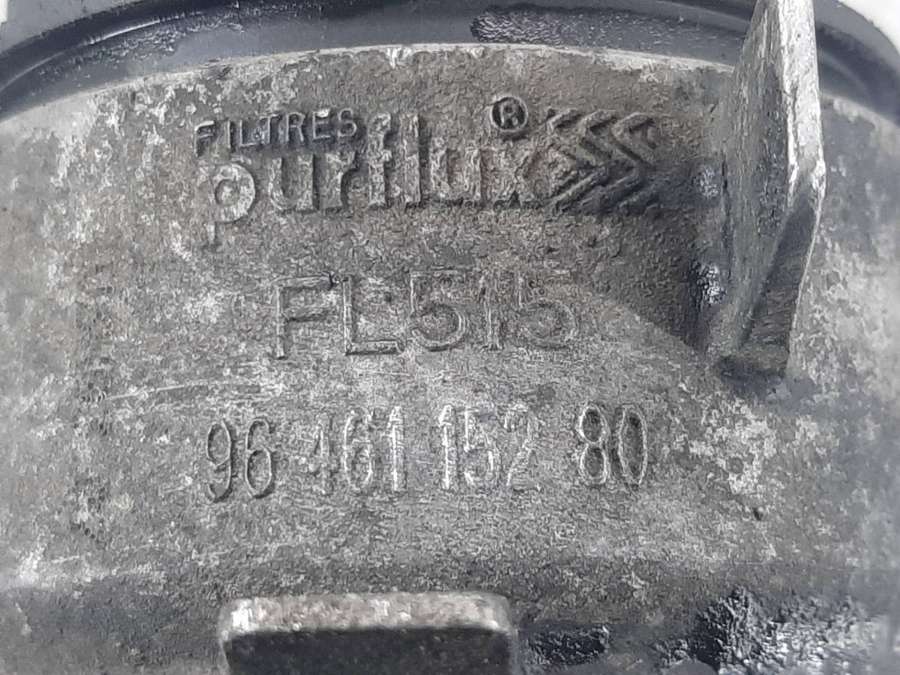 FILTRES
purflux®
FL515
96 461 152 80